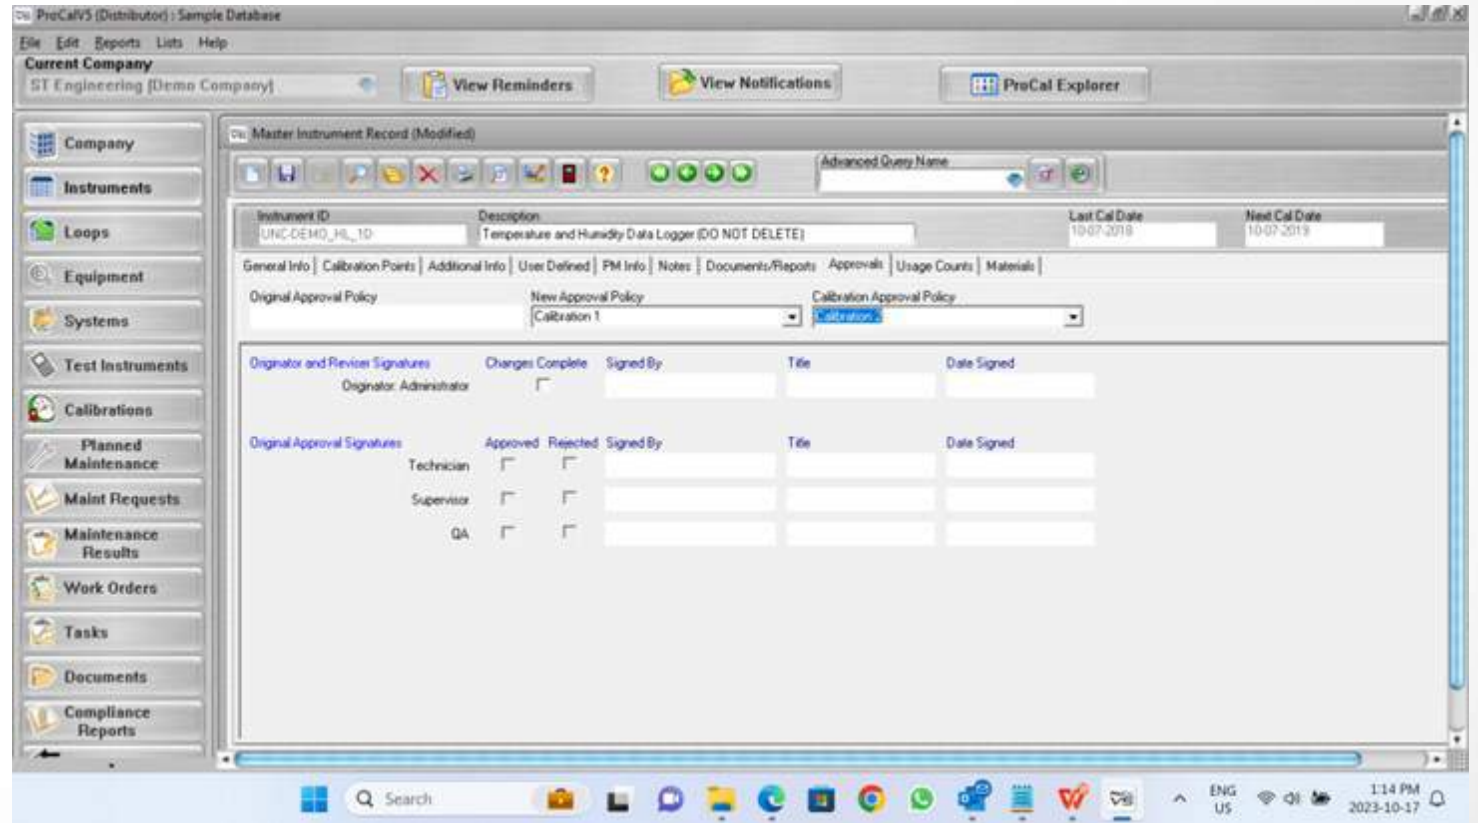 ProCalV5 (Distributor) : Sample Database
File Edit Reports Lists Help
Current Company
ST Engineering [Demo Company]
View Reminders
View Notifications
ProCal Explorer
Company
Instruments
Loops
Equipment
Systems
Test Instruments
Calibrations
Planned
Maintenance
Maint Requests
Maintenance
Results
Work Orders
Tasks
Documents
Compliance
Reports
Master Instrument Record (Modified)
Advanced Query Name
Instrument ID Description Last Cal Date Next Cal Date
UNC-DEMO_HL_1D Temperature and Humidity Data Logger (DO NOT DELETE) 10-07-2018 10-07-2019
General Info Calibration Points Additional Info User Defined PM Info Notes Documents/Reports Approvals Usage Counts Materials
Original Approval Policy New Approval Policy Calibration Approval Policy
Calibration 1 Calibration 2
Originator and Reviser Signatures Changes Complete Signed By Title Date Signed
Originator: Administrator
Original Approval Signatures Approved Rejected Signed By Title Date Signed
Technician
Supervisor
QA
Search
ENG
US
1:14 PM
2023-10-17